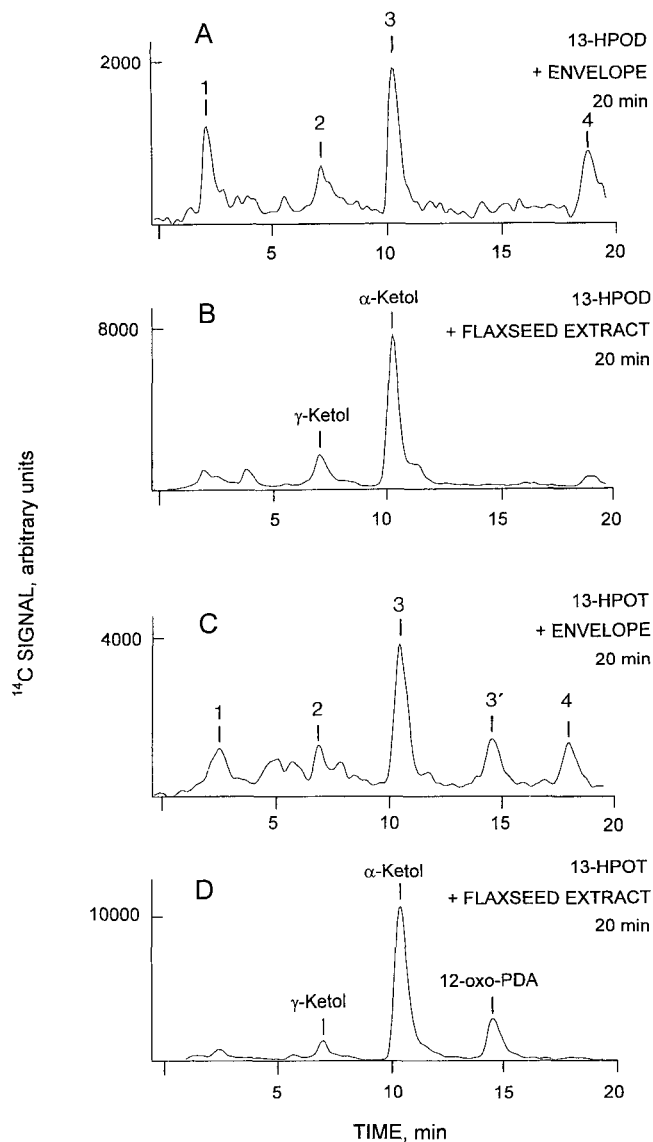 A
3
13-HPOD
+ ENVELOPE
20 min
2000
1
2
4
5
10
15
20
B
α-Ketol
13-HPOD
+ FLAXSEED EXTRACT
20 min
8000
γ-Ketol
5
10
15
20
¹⁴C SIGNAL, arbitrary units
C
3
13-HPOT
+ ENVELOPE
20 min
4000
1
2
3′
4
5
10
15
20
D
α-Ketol
13-HPOT
+ FLAXSEED EXTRACT
20 min
10000
γ-Ketol
12-oxo-PDA
5
10
15
20
TIME, min